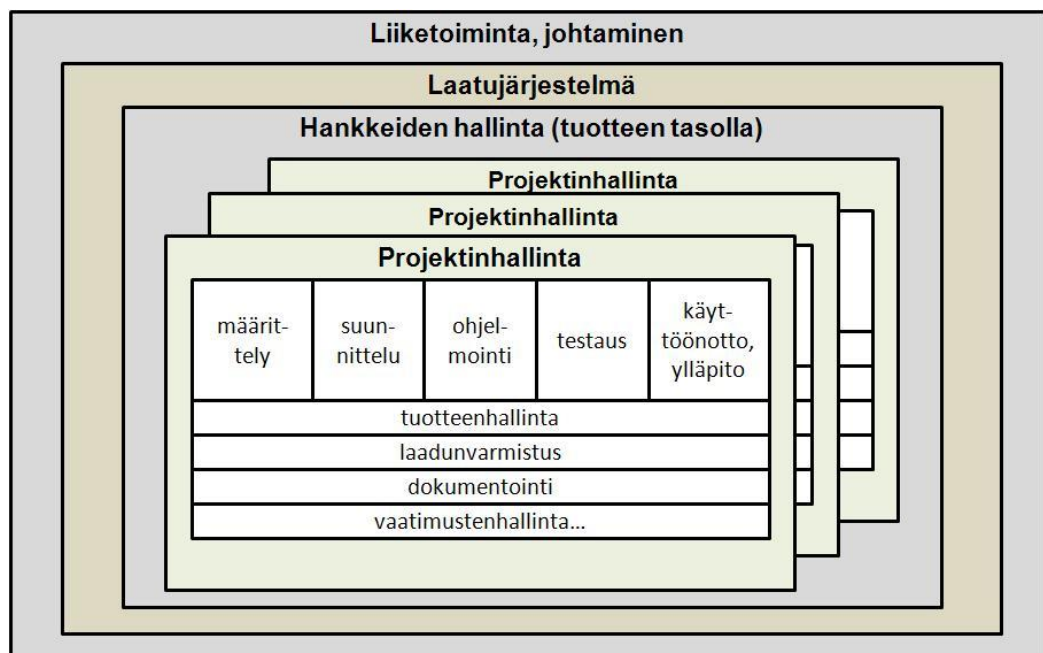 Liiketoiminta, johtaminen
Laatujärjestelmä
Hankkeiden hallinta (tuotteen tasolla)
Projektinhallinta
Projektinhallinta
Projektinhallinta
määrit-
tely
suun-
nittelu
ohjel-
mointi
testaus
käyt-
töönotto,
ylläpito
tuotteenhallinta
laadunvarmistus
dokumentointi
vaatimustenhallinta...